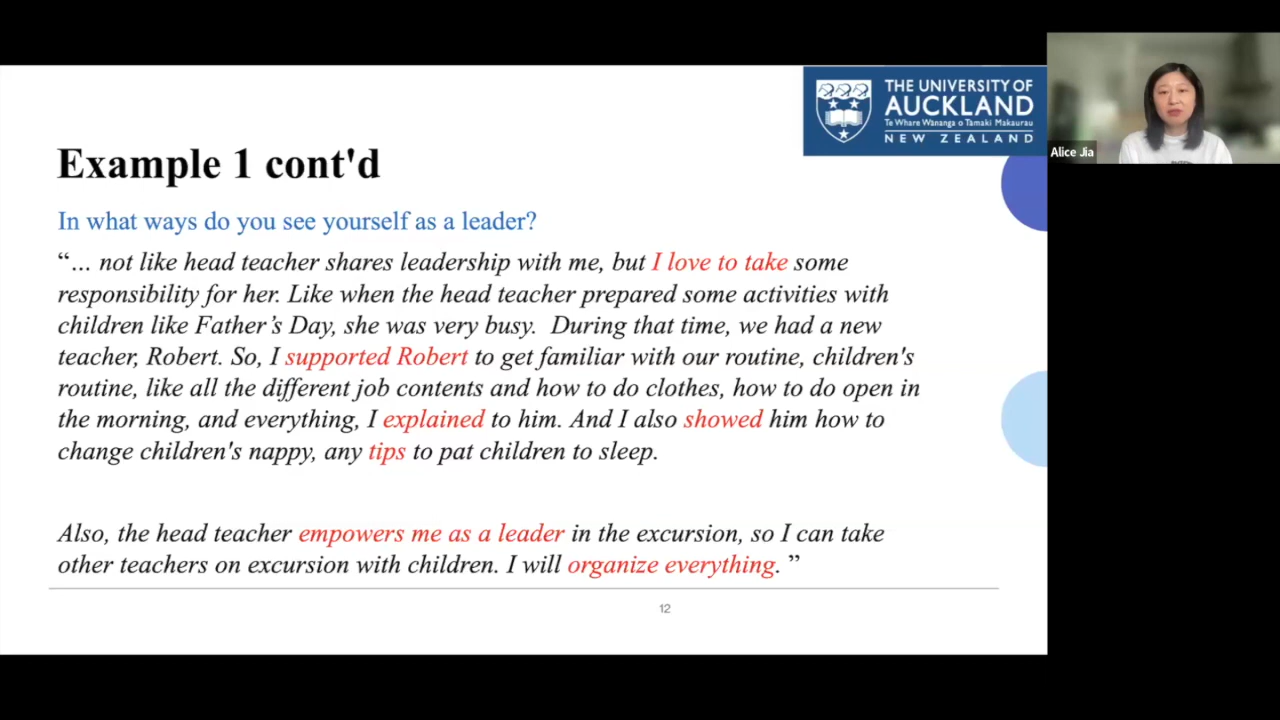 THE UNIVERSITY OF
AUCKLAND
Te Whare Wānanga o Tāmaki Makaurau
NEW ZEALAND
Alice Jia
Example 1 cont'd
In what ways do you see yourself as a leader?
“... not like head teacher shares leadership with me, but I love to take some
responsibility for her. Like when the head teacher prepared some activities with
children like Father’s Day, she was very busy.  During that time, we had a new
teacher, Robert. So, I supported Robert to get familiar with our routine, children's
routine, like all the different job contents and how to do clothes, how to do open in
the morning, and everything, I explained to him. And I also showed him how to
change children's nappy, any tips to pat children to sleep.
Also, the head teacher empowers me as a leader in the excursion, so I can take
other teachers on excursion with children. I will organize everything. ”
12